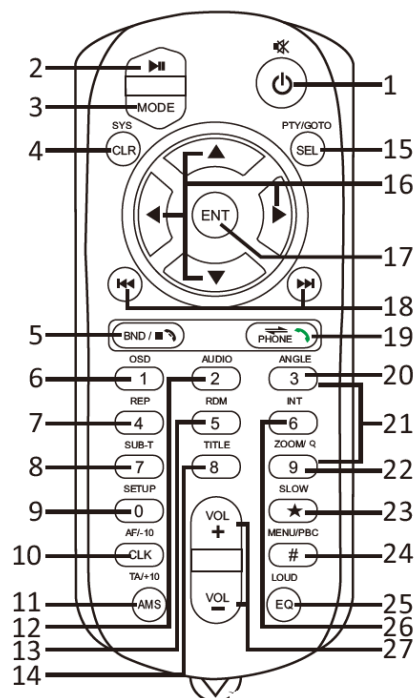 2
1
3
MODE
SYS
PTY/GOTO
4
CLR
SEL
15
16
ENT
17
18
5
BND /
PHONE
19
OSD
AUDIO
ANGLE
6
1
2
3
20
REP
RDM
INT
21
7
4
5
6
SUB-T
TITLE
ZOOM/
8
7
8
9
22
SETUP
SLOW
9
0
VOL
+
★
23
AF/-10
MENU/PBC
10
CLK
#
24
TA/+10
LOUD
11
AMS
VOL
−
EQ
25
12
26
13
27
14